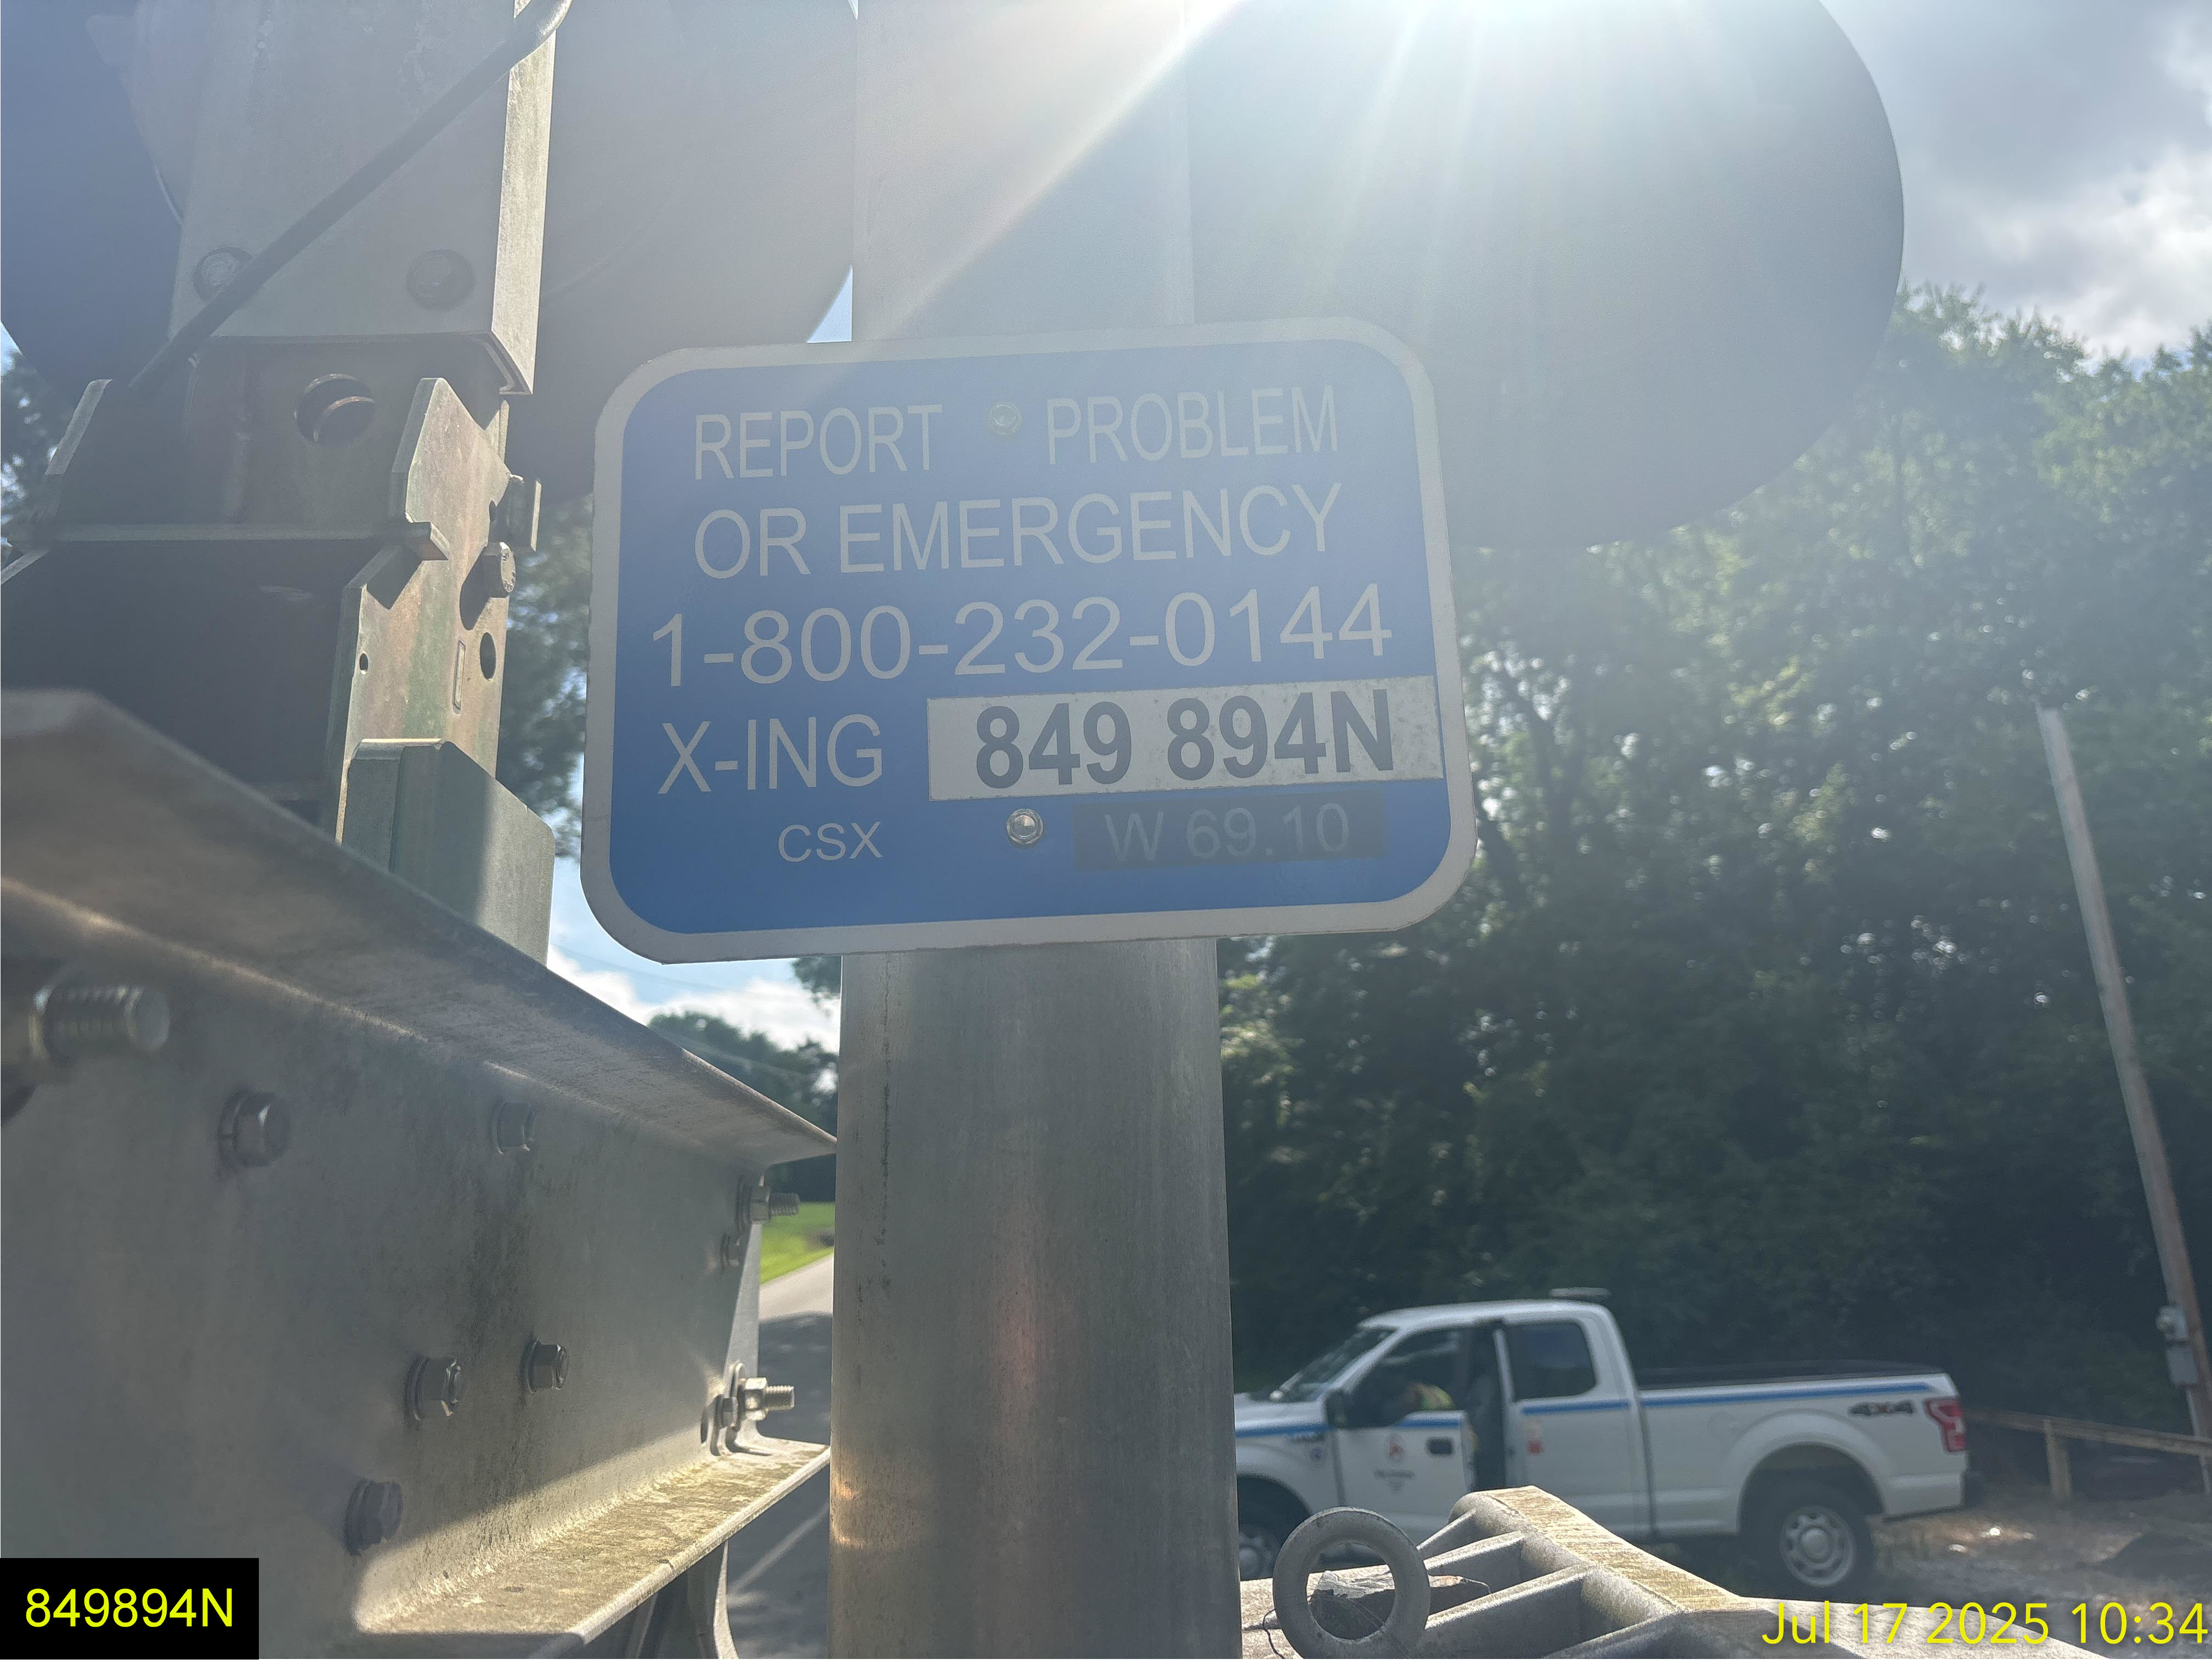 REPORT PROBLEM
OR EMERGENCY
1-800-232-0144
X-ING 849 894N
CSX W 69.10
4x4
849894N
Jul 17 2025 10:34